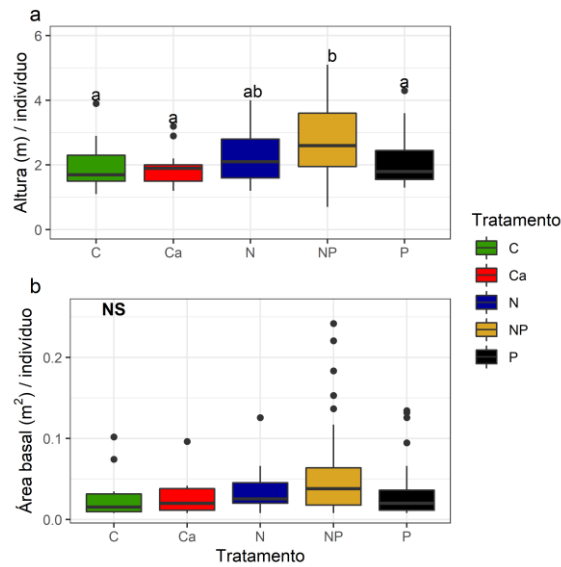 a
6
4
2
0
Altura (m) / indivíduo
a
a
ab
b
a
C
Ca
N
NP
P
b
NS
0.2
0.1
0.0
Área basal (m²) / indivíduo
C
Ca
N
NP
P
Tratamento
Tratamento
C
Ca
N
NP
P